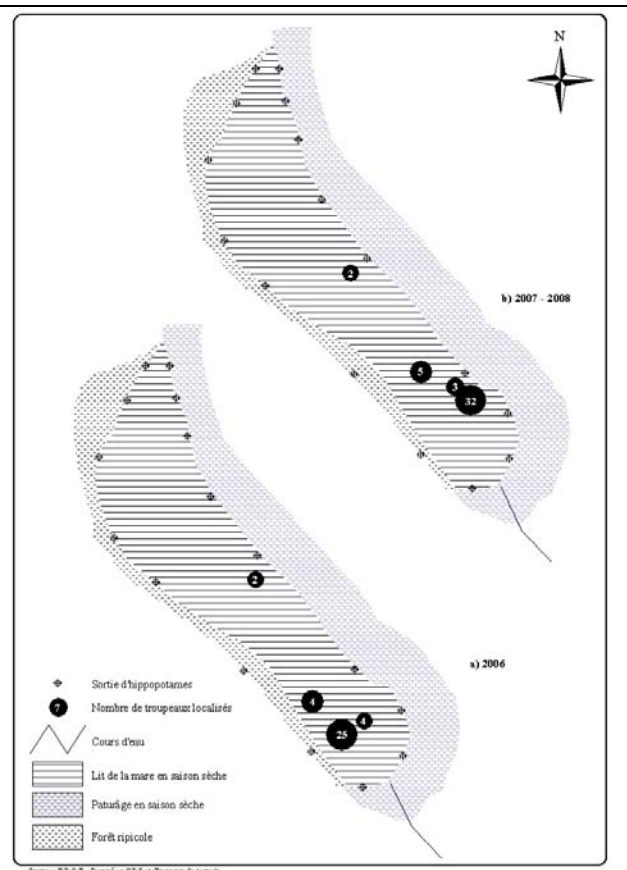 N
2
b) 2007 - 2008
5
3
32
2
a) 2006
4
4
25
Sortie d'hippopotames
7
Nombre de troupeaux localisés
Cours d'eau
Lit de la mare en saison sèche
Paturâge en saison sèche
Forêt ripicole